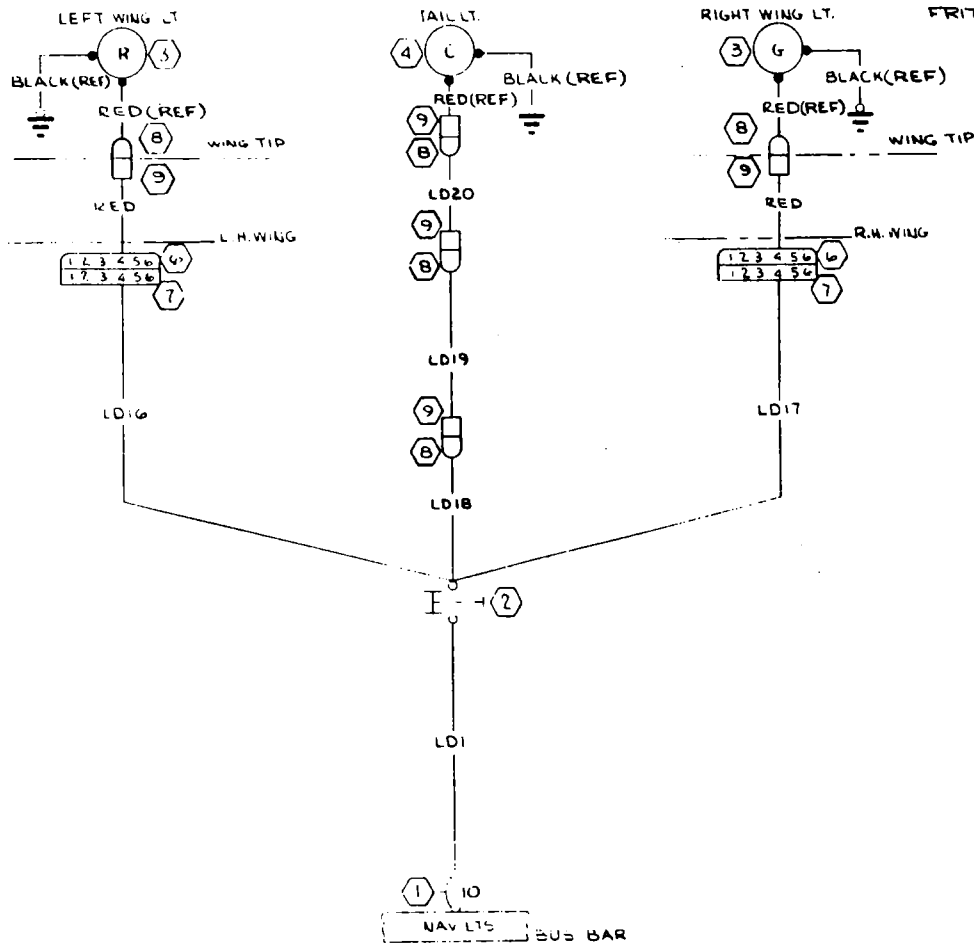 LEFT WING LT
TAIL LT.
RIGHT WING LT.
R
3
4
C
3
G
BLACK (REF)
BLACK (REF)
BLACK (REF)
RED (REF)
RED (REF)
RED (REF)
8
9
8
8
WING TIP
WING TIP
9
9
RED
LD20
RED
9
L.H. WING
R.H. WING
8
1 2 3 4 5 6
6
1 2 3 4 5 6
6
1 2 3 4 5 6
7
1 2 3 4 5 6
7
LD19
LD16
9
LD17
8
LD18
2
LD1
1
10
NAV LTS
BUS BAR